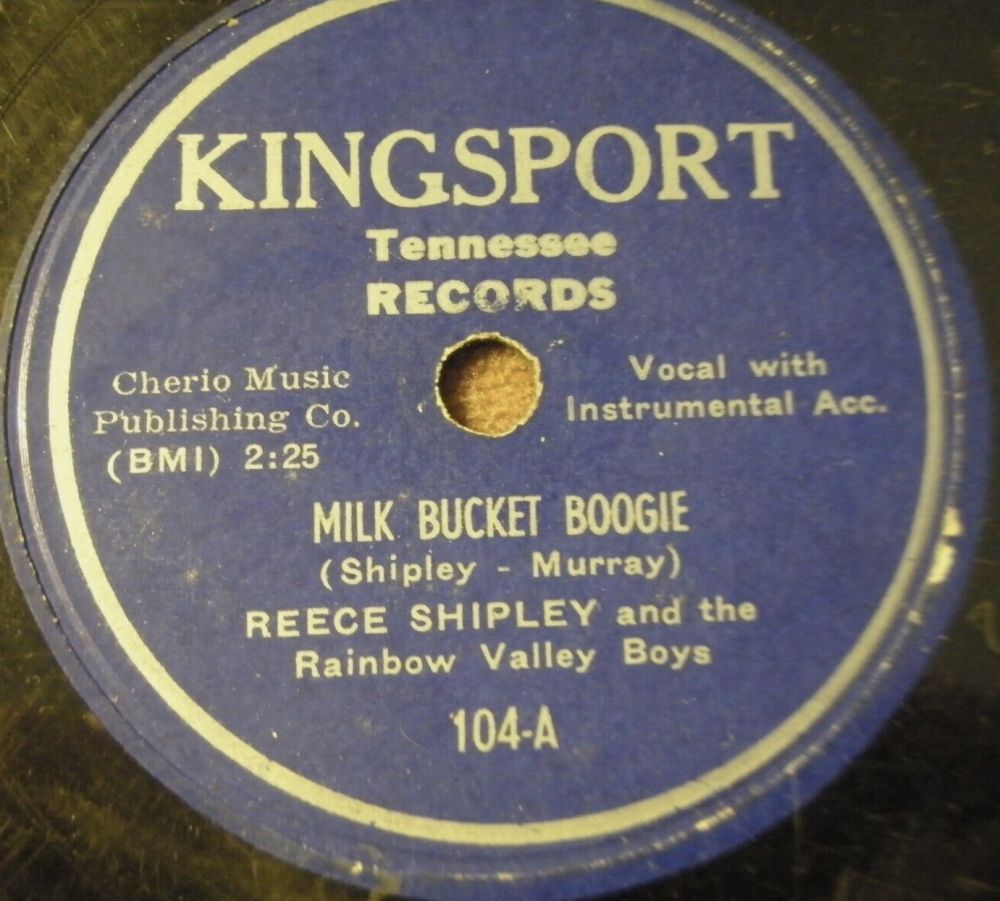 KINGSPORT
Tennessee
RECORDS
Cherio Music
Publishing Co.
(BMI) 2:25
Vocal with
Instrumental Acc.
MILK BUCKET BOOGIE
(Shipley - Murray)
REECE SHIPLEY and the
Rainbow Valley Boys
104-A